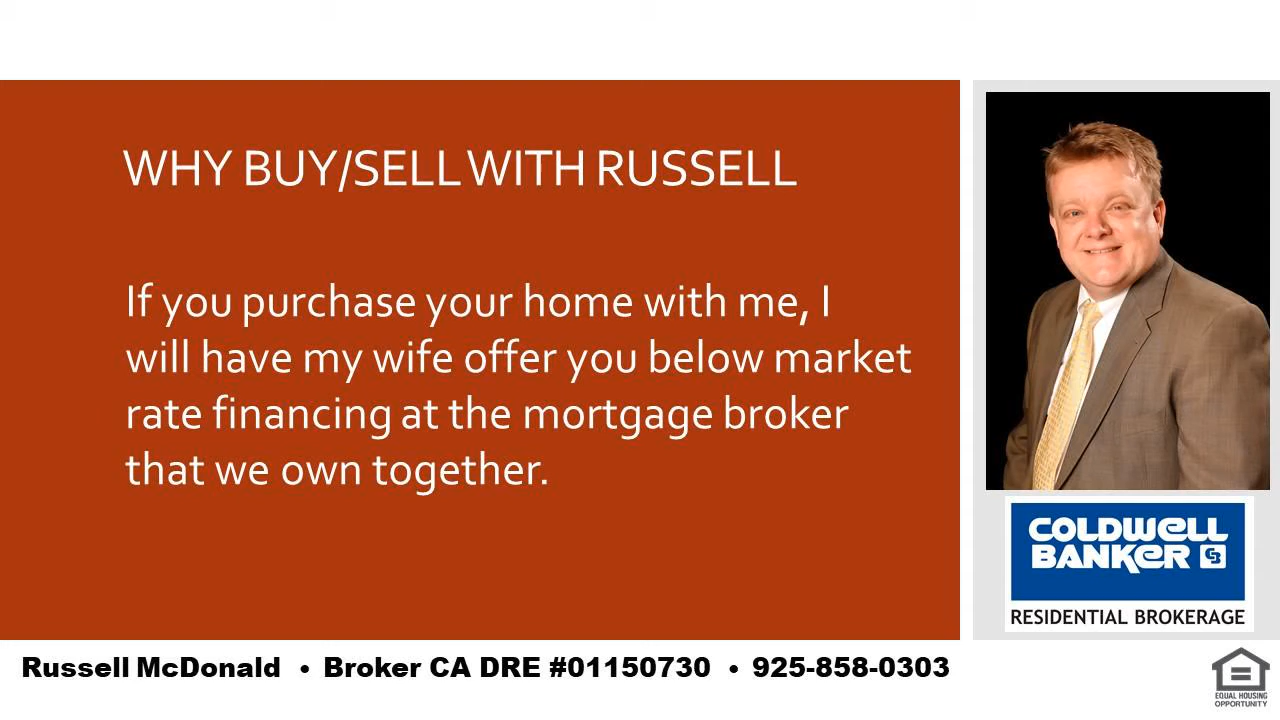 WHY BUY/SELL WITH RUSSELL
If you purchase your home with me, I
will have my wife offer you below market
rate financing at the mortgage broker
that we own together.
COLDWELL
BANKER CB
RESIDENTIAL BROKERAGE
Russell McDonald • Broker CA DRE #01150730 • 925-858-0303
EQUAL HOUSING
OPPORTUNITY